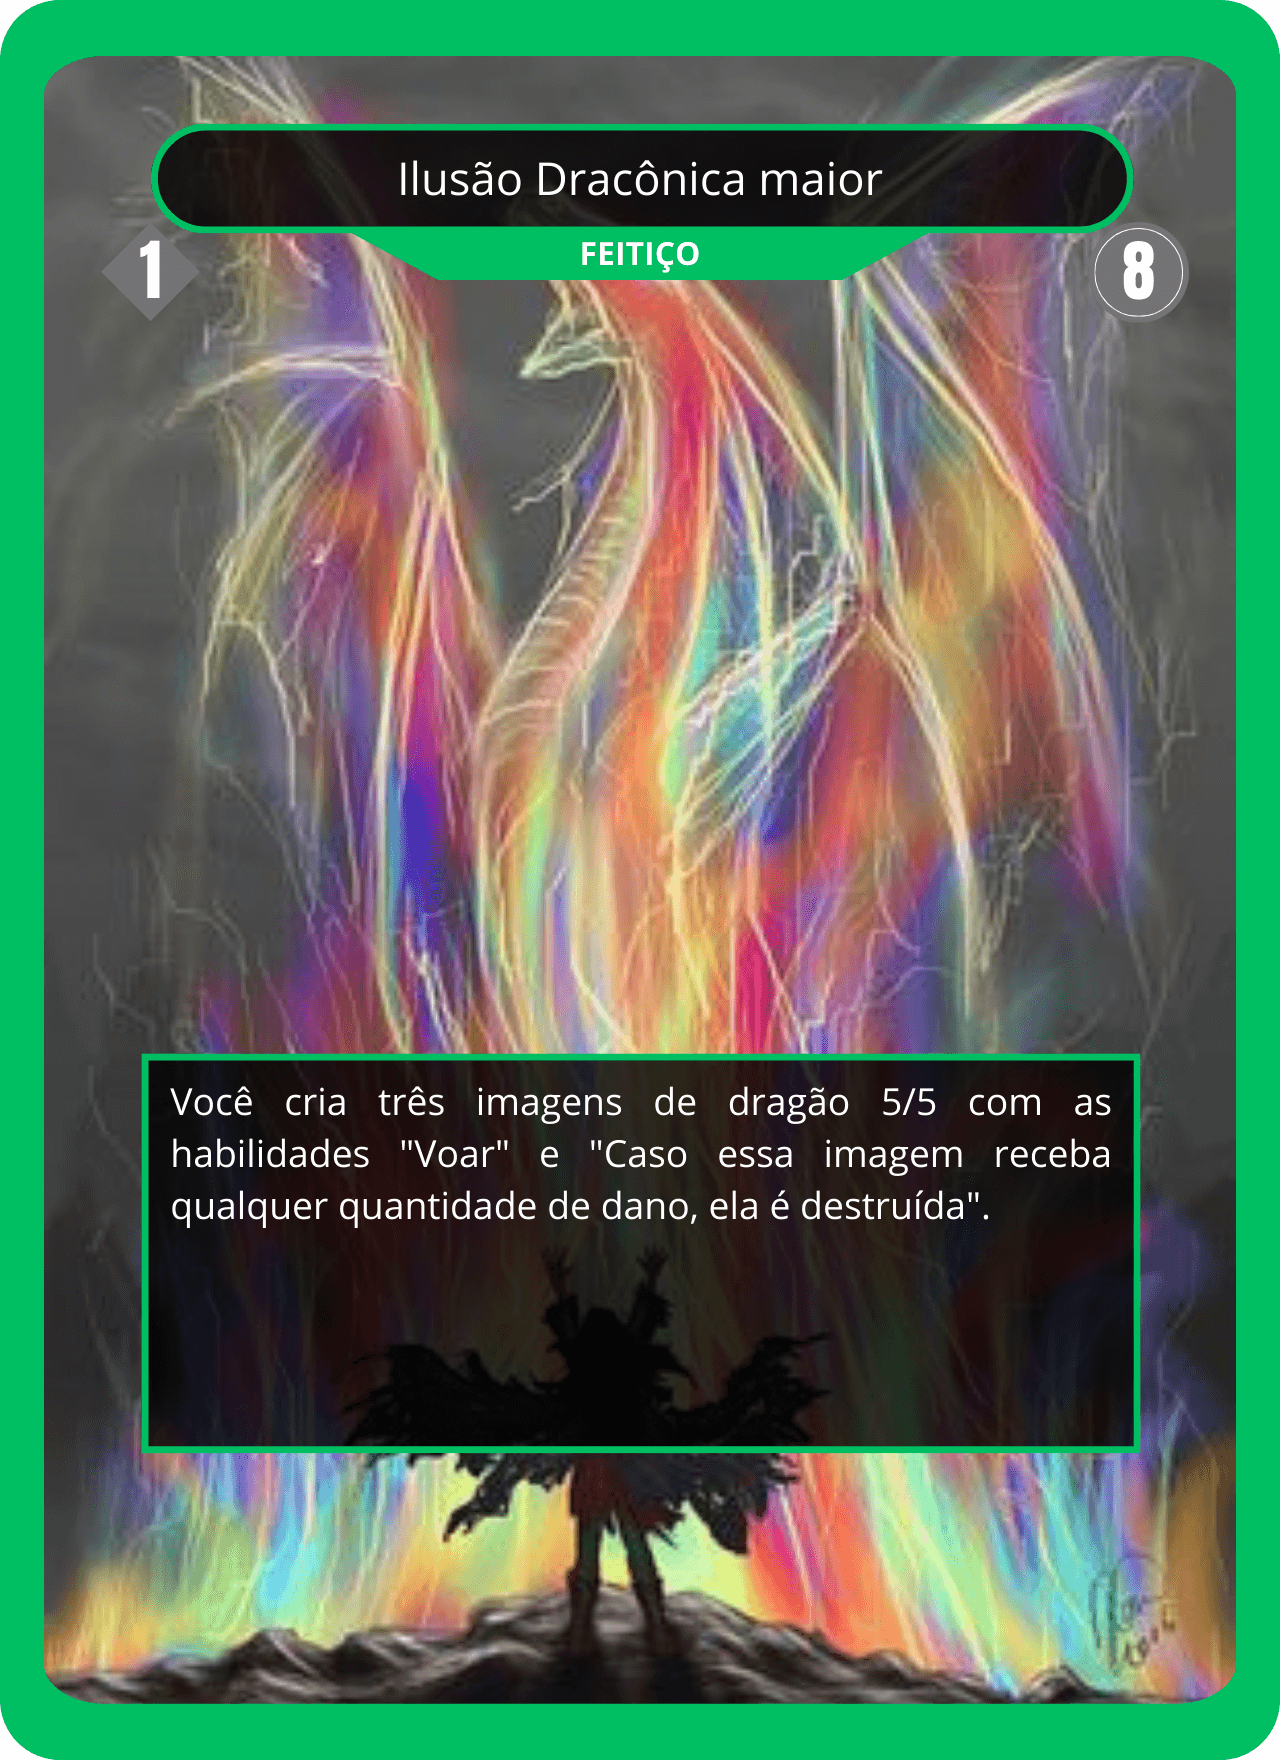 Ilusão Dracônica maior
FEITIÇO
1
8
Você cria três imagens de dragão 5/5 com as
habilidades "Voar" e "Caso essa imagem receba
qualquer quantidade de dano, ela é destruída".